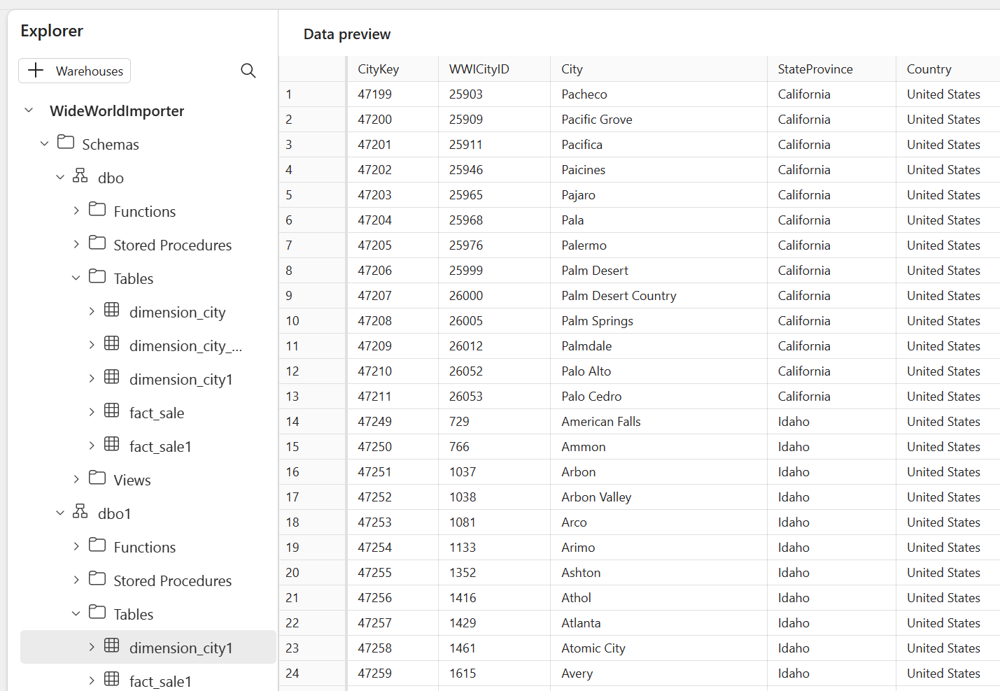 Explorer
Warehouses
WideWorldImporter
Schemas
dbo
Functions
Stored Procedures
Tables
dimension_city
dimension_city_...
dimension_city1
fact_sale
fact_sale1
Views
dbo1
Functions
Stored Procedures
Tables
dimension_city1
fact_sale1
Data preview
CityKey WWICityID City StateProvince Country
1 47199 25903 Pacheco California United States
2 47200 25909 Pacific Grove California United States
3 47201 25911 Pacifica California United States
4 47202 25946 Paicines California United States
5 47203 25965 Pajaro California United States
6 47204 25968 Pala California United States
7 47205 25976 Palermo California United States
8 47206 25999 Palm Desert California United States
9 47207 26000 Palm Desert Country California United States
10 47208 26005 Palm Springs California United States
11 47209 26012 Palmdale California United States
12 47210 26052 Palo Alto California United States
13 47211 26053 Palo Cedro California United States
14 47249 729 American Falls Idaho United States
15 47250 766 Ammon Idaho United States
16 47251 1037 Arbon Idaho United States
17 47252 1038 Arbon Valley Idaho United States
18 47253 1081 Arco Idaho United States
19 47254 1133 Arimo Idaho United States
20 47255 1352 Ashton Idaho United States
21 47256 1416 Athol Idaho United States
22 47257 1429 Atlanta Idaho United States
23 47258 1461 Atomic City Idaho United States
24 47259 1615 Avery Idaho United States